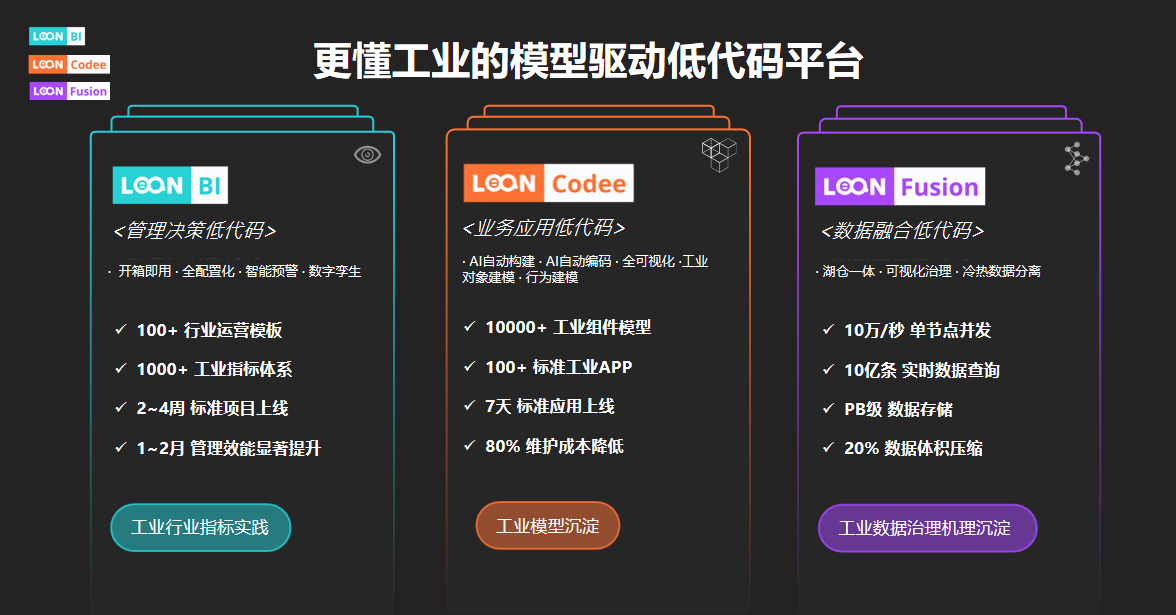 LOON BI
LOON Codee
LOON Fusion
更懂工业的模型驱动低代码平台
LOON BI
<管理决策低代码>
· 开箱即用 · 全配置化 · 智能预警 · 数字孪生
✓ 100+ 行业运营模板
✓ 1000+ 工业指标体系
✓ 2~4周 标准项目上线
✓ 1~2月 管理效能显著提升
工业行业指标实践
LOON Codee
<业务应用低代码>
· AI自动构建 · AI自动编码 · 全可视化 ·工业
对象建模 · 行为建模
✓ 10000+ 工业组件模型
✓ 100+ 标准工业APP
✓ 7天 标准应用上线
✓ 80% 维护成本降低
工业模型沉淀
LOON Fusion
<数据融合低代码>
· 湖仓一体 · 可视化治理 · 冷热数据分离
✓ 10万/秒 单节点并发
✓ 10亿条 实时数据查询
✓ PB级 数据存储
✓ 20% 数据体积压缩
工业数据治理机理沉淀